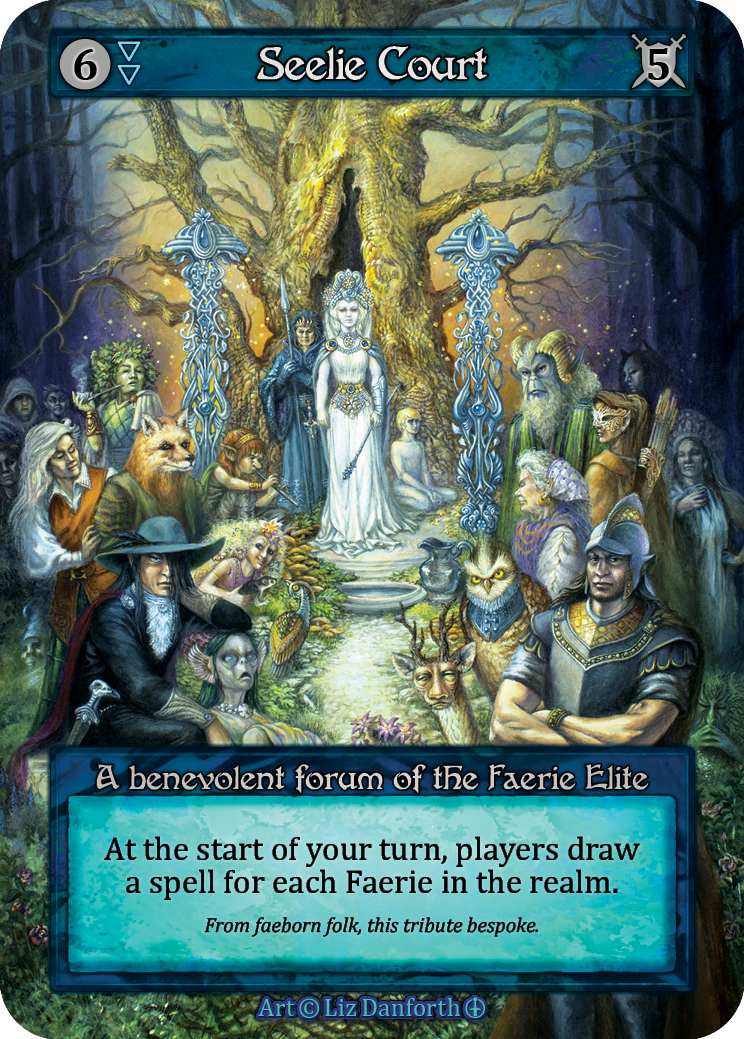 6 Seelie Court 5
A benevolent forum of the Faerie Elite
At the start of your turn, players draw
a spell for each Faerie in the realm.
From faeborn folk, this tribute bespoke.
Art © Liz Danforth